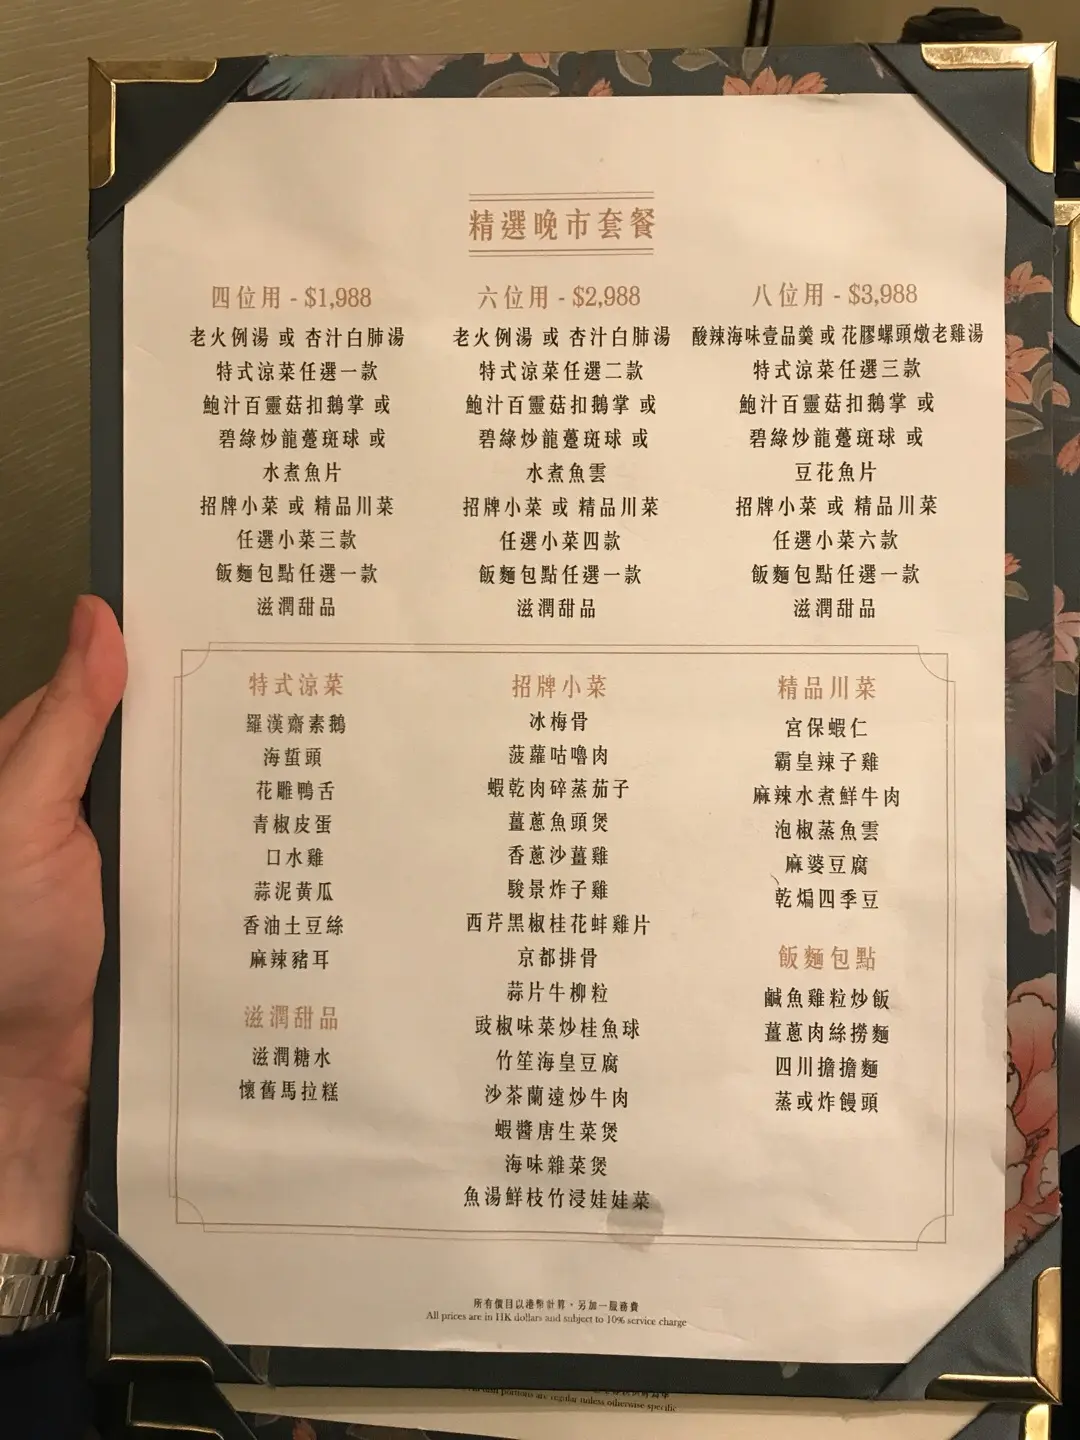 精選晚市套餐
四位用 - $1,988
老火例湯 或 杏汁白肺湯
特式涼菜任選一款
鮑汁百靈菇扣鵝掌 或
碧綠炒龍躉斑球 或
水煮魚片
招牌小菜 或 精品川菜
任選小菜三款
飯麵包點任選一款
滋潤甜品
六位用 - $2,988
老火例湯 或 杏汁白肺湯
特式涼菜任選二款
鮑汁百靈菇扣鵝掌 或
碧綠炒龍躉斑球 或
水煮魚雲
招牌小菜 或 精品川菜
任選小菜四款
飯麵包點任選一款
滋潤甜品
八位用 - $3,988
酸辣海味壹品羹 或 花膠螺頭燉老雞湯
特式涼菜任選三款
鮑汁百靈菇扣鵝掌 或
碧綠炒龍躉斑球 或
豆花魚片
招牌小菜 或 精品川菜
任選小菜六款
飯麵包點任選一款
滋潤甜品
特式涼菜
羅漢齋素鵝
海蜇頭
花雕鴨舌
青椒皮蛋
口水雞
蒜泥黃瓜
香油土豆絲
麻辣豬耳
滋潤甜品
滋潤糖水
懷舊馬拉糕
招牌小菜
冰梅骨
菠蘿咕嚕肉
蝦乾肉碎蒸茄子
薑蔥魚頭煲
香蔥沙薑雞
駿景炸子雞
西芹黑椒桂花蚌雞片
京都排骨
蒜片牛柳粒
豉椒味菜炒桂魚球
竹笙海皇豆腐
沙茶蘭遠炒牛肉
蝦醬唐生菜煲
海味雜菜煲
魚湯鮮枝竹浸娃娃菜
精品川菜
宮保蝦仁
霸皇辣子雞
麻辣水煮鮮牛肉
泡椒蒸魚雲
麻婆豆腐
乾煸四季豆
飯麵包點
鹹魚雞粒炒飯
薑蔥肉絲撈麵
四川擔擔麵
蒸或炸饅頭
所有價目以港幣計算，另加一服務費
All prices are in HK dollars and subject to 10% service charge
portions are regular unless otherwise specific